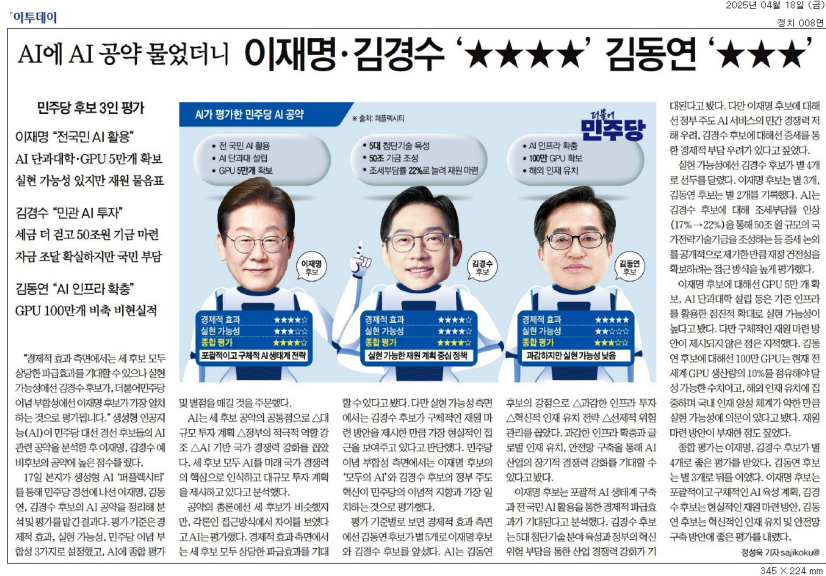 2025년 04월 18일 (금)
이투데이
정치 008면
AI에 AI 공약 물었더니 이재명·김경수 ‘★★★★’ 김동연 ‘★★★’
민주당 후보 3인 평가
이재명 “전국민 AI 활용”
AI 단과대학·GPU 5만개 확보
실현 가능성 있지만 재원 물음표
김경수 “민관 AI 투자”
세금 더 걷고 50조원 기금 마련
자금 조달 확실하지만 국민 부담
김동연 “AI 인프라 확충”
GPU 100만개 비축 비현실적
AI가 평가한 민주당 AI 공약
※ 출처: 퍼플렉시티
더불어
민주당
• 전 국민 AI 활용
• AI 단과대 설립
• GPU 5만개 확보
이재명
후보
경제적 효과 ★★★★☆
실현 가능성 ★★★☆☆
종합 평가 ★★★★☆
포괄적이고 구체적 AI 생태계 전략
• 5대 첨단기술 육성
• 50조 기금 조성
• 조세부담률 22%로 늘려 재원 마련
김경수
후보
경제적 효과 ★★★★☆
실현 가능성 ★★★★☆
종합 평가 ★★★★☆
실현 가능한 재원 계획 중심 정책
• AI 인프라 확충
• 100만 GPU 확보
• 해외 인재 유치
김동연
후보
경제적 효과 ★★★★★
실현 가능성 ★★☆☆☆
종합 평가 ★★★☆☆
과감하지만 실현 가능성 낮음
“경제적 효과 측면에서는 세 후보 모두
상당한 파급효과를 기대할 수 있으나 실현
가능성에선 김경수 후보가, 더불어민주당
이념 부합성에선 이재명 후보가 가장 앞서
하는 것으로 평가됩니다.” 생성형 인공지
능(AI)이 민주당 대선 경선 후보들의 AI
관련 공약을 분석한 후 이재명, 김경수 예
비후보의 공약에 높은 점수를 줬다.
17일 본지가 생성형 AI ‘퍼플렉시티’
를 통해 민주당 경선에 나선 이재명, 김동
연, 김경수 후보의 AI 공약을 정리해 분
석 및 평가를 맡긴 결과다. 평가 기준은 경
제적 효과, 실현 가능성, 민주당 이념 부
합성 3가지로 설정했고, AI에 종합 평가
및 별점을 매길 것을 주문했다.
AI는 세 후보 공약의 공통점으로 △대
규모 투자 계획 △정부의 적극적 역할 강
조 △AI 기반 국가 경쟁력 강화를 꼽았
다. 세 후보 모두 AI를 미래 국가 경쟁력
의 핵심으로 인식하고 대규모 투자 계획
을 제시하고 있다고 분석했다.
공약의 총론에선 세 후보가 비슷했지
만, 각론인 접근방식에서 차이를 보였다
고 AI는 평가했다. 경제적 효과 측면에서
는 세 후보 모두 상당한 파급효과를 기대
할 수 있다고 봤다. 다만 실현 가능성 측면
에서는 김경수 후보가 구체적인 재원 마
련 방안을 제시한 만큼 가장 현실적인 접
근을 보여주고 있다고 판단했다. 민주당
이념 부합성 측면에서는 이재명 후보의
‘모두의 AI’와 김경수 후보의 정부 주도
혁신이 민주당의 이념적 지향과 가장 일
치하는 것으로 평가했다.
평가 기준별로 보면 경제적 효과 측면
에선 김동연 후보가 별 5개로 이재명 후보
와 김경수 후보를 앞섰다. AI는 김동연
후보의 강점으로 △과감한 인프라 투자
△혁신적 인재 유치 전략 △선제적 위험
관리를 꼽았다. 과감한 인프라 확충과 글
로벌 인재 유치, 안전망 구축을 통해 AI
산업의 장기적 경쟁력 강화를 기대할 수
있다고 봤다.
이재명 후보는 포괄적 AI 생태계 구축
과 전 국민 AI 활용을 통한 경제적 파급효
과가 기대된다고 분석했다. 김경수 후보
는 5대 첨단기술 분야 육성과 정부의 혁신
위험 부담을 통한 산업 경쟁력 강화가 기
대된다고 봤다. 다만 이재명 후보에 대해
선 정부 주도 AI 서비스의 민간 경쟁력 저
해 우려, 김경수 후보에 대해선 증세를 통
한 경제적 부담 우려가 있다고 짚었다.
실현 가능성에선 김경수 후보가 별 4개
로 선두를 달렸다. 이재명 후보는 별 3개,
김동연 후보는 별 2개를 기록했다. AI는
김경수 후보에 대해 조세부담률 인상
(17%→22%)을 통해 50조 원 규모의 국
가전략기술기금을 조성하는 등 증세 논의
를 공개적으로 제기한 만큼 재정 건전성을
확보하려는 접근 방식을 높게 평가했다.
이재명 후보에 대해선 GPU 5만 개 확
보, AI 단과대학 설립 등은 기존 인프라
를 활용한 점진적 확대로 실현 가능성이
높다고 봤다. 다만 구체적인 재원 마련 방
안이 제시되지 않은 점은 지적했다. 김동
연 후보에 대해선 100만 GPU는 현재 전
세계 GPU 생산량의 10%를 점유해야 달
성 가능한 수치이고, 해외 인재 유치에 집
중하며 국내 인재 양성 체계가 약한 만큼
실현 가능성에 의문이 있다고 봤다. 재원
마련 방안이 부재한 점도 짚었다.
종합 평가는 이재명, 김경수 후보가 별
4개로 좋은 평가를 받았다. 김동연 후보
는 별 3개로 뒤를 이었다. 이재명 후보는
포괄적이고 구체적인 AI 육성 계획, 김경
수 후보는 현실적인 재원 마련 방안, 김동
연 후보는 혁신적인 인재 유치 및 안전망
구축 방안에 좋은 평가를 내렸다.
정성욱 기자 sajikoku@
345 × 224 mm